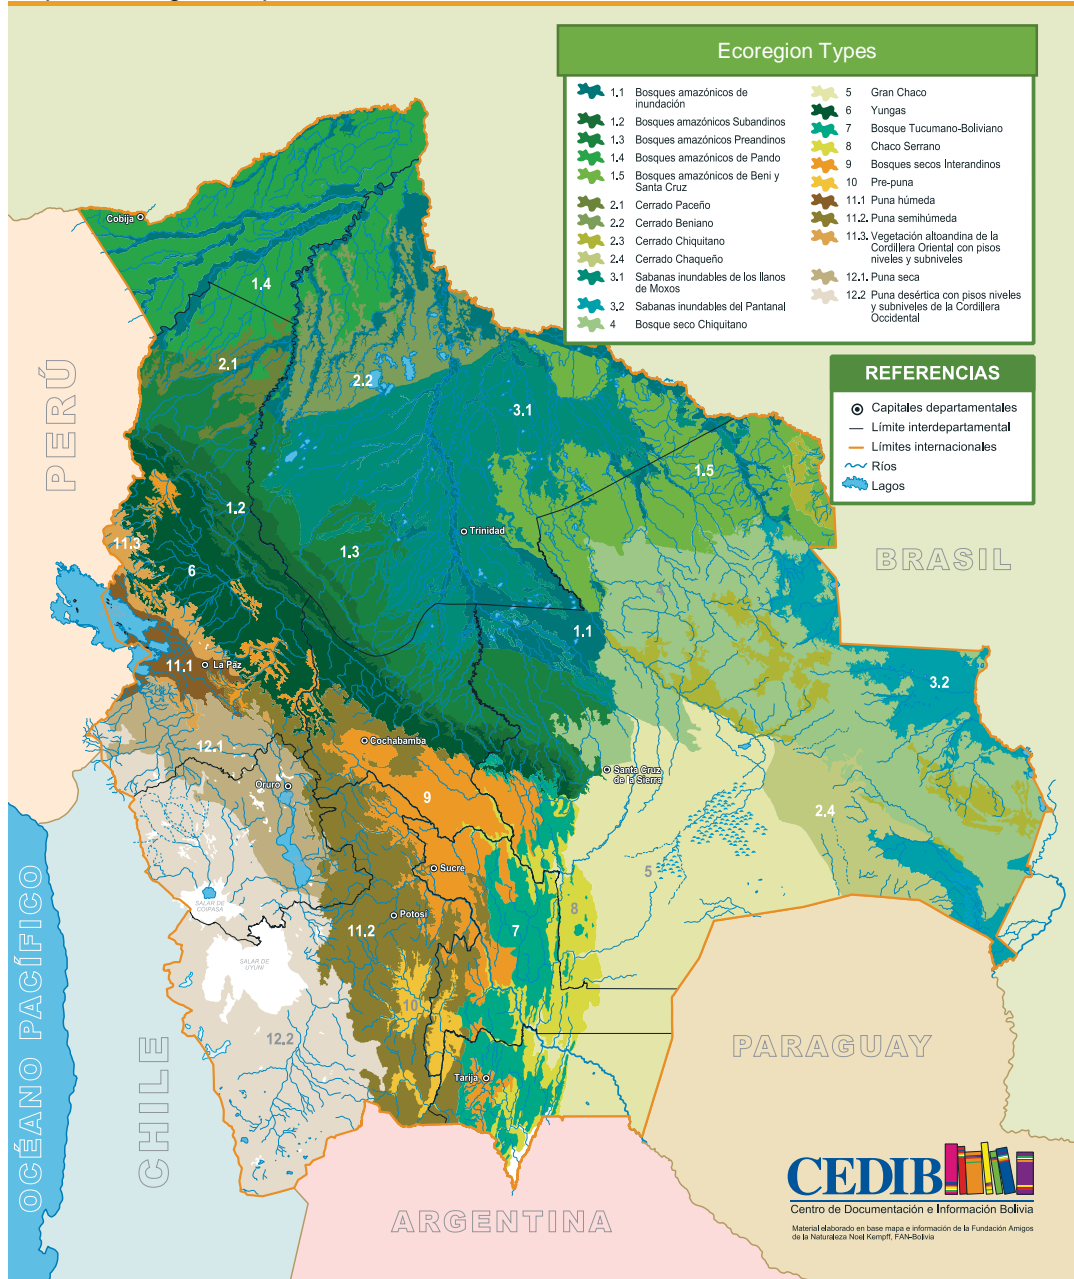 Ecoregion Types
1.1 Bosques amazónicos de
inundación
1.2 Bosques amazónicos Subandinos
1.3 Bosques amazónicos Preandinos
1.4 Bosques amazónicos de Pando
1.5 Bosques amazónicos de Beni y
Santa Cruz
2.1 Cerrado Paceño
2.2 Cerrado Beniano
2.3 Cerrado Chiquitano
2.4 Cerrado Chaqueño
3.1 Sabanas inundables de los llanos
de Moxos
3.2 Sabanas inundables del Pantanal
4 Bosque seco Chiquitano
5 Gran Chaco
6 Yungas
7 Bosque Tucumano-Boliviano
8 Chaco Serrano
9 Bosques secos Interandinos
10 Pre-puna
11.1 Puna húmeda
11.2. Puna semihúmeda
11.3. Vegetación altoandina de la
Cordillera Oriental con pisos
niveles y subniveles
12.1. Puna seca
12.2 Puna desértica con pisos niveles
y subniveles de la Cordillera
Occidental
REFERENCIAS
Capitales departamentales
Límite interdepartamental
Límites internacionales
Ríos
Lagos
Cobija
1.4
2.1
2.2
3.1
1.5
PERÚ
1.2
1.3
Trinidad
11.3
6
BRASIL
4
1.1
11.1
La Paz
3.2
12.1
Cochabamba
Oruro
Santa Cruz
de la Sierra
9
2.4
Sucre
5
SALAR DE
COIPASA
Potosí
8
11.2
7
SALAR DE
UYUNI
10
12.2
OCÉANO PACÍFICO
CHILE
PARAGUAY
Tarija
ARGENTINA
CEDIB
Centro de Documentación e Información Bolivia
Material elaborado en base mapa e información de la Fundación Amigos
de la Naturaleza Noel Kempff, FAN-Bolivia